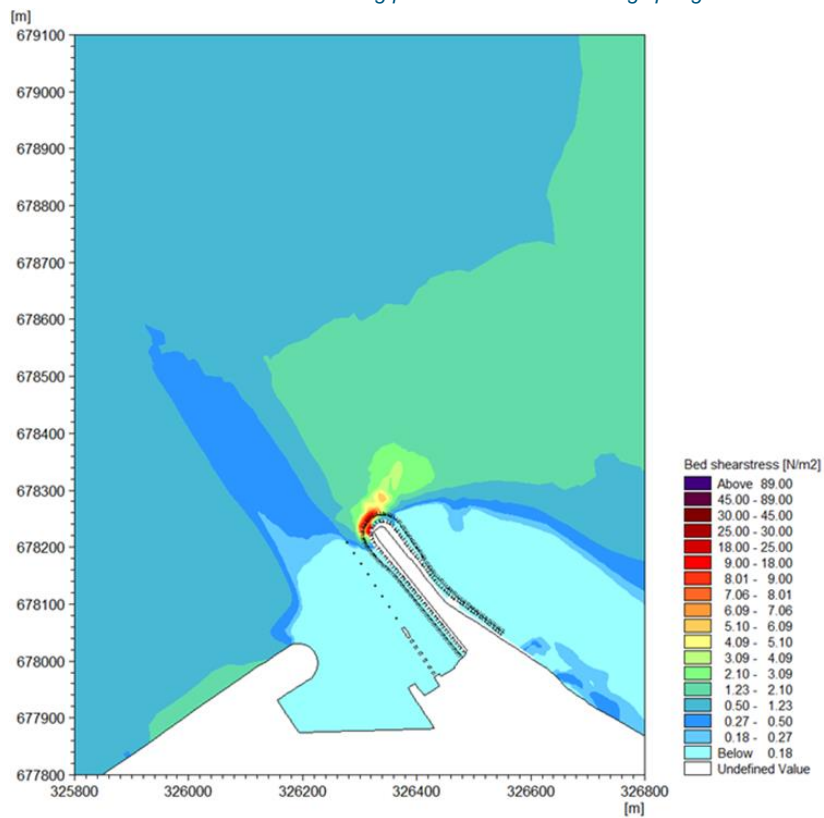 [m]
679100
679000
678900
678800
678700
678600
678500
678400
678300
678200
678100
678000
677900
677800
325800
326000
326200
326400
326600
326800
[m]
Bed shearstress [N/m2]
Above 89.00
45.00 - 89.00
30.00 - 45.00
25.00 - 30.00
18.00 - 25.00
9.00 - 18.00
8.01 - 9.00
7.06 - 8.01
6.09 - 7.06
5.10 - 6.09
4.09 - 5.10
3.09 - 4.09
2.10 - 3.09
1.23 - 2.10
0.50 - 1.23
0.27 - 0.50
0.18 - 0.27
Below 0.18
Undefined Value